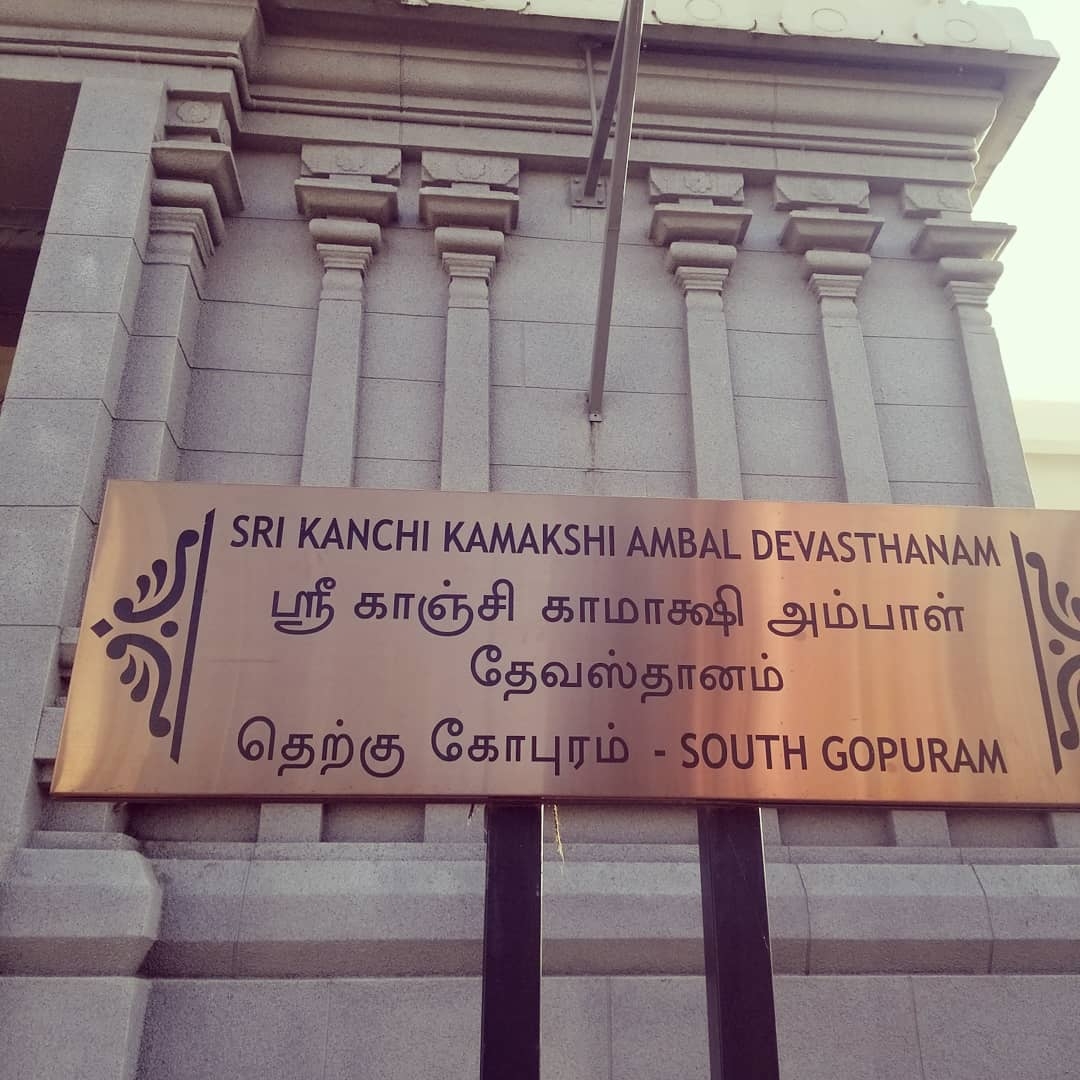 SRI KANCHI KAMAKSHI AMBAL DEVASTHANAM
ஸ்ரீ காஞ்சி காமாக்ஷி அம்பாள்
தேவஸ்தானம்
தெற்கு கோபுரம் - SOUTH GOPURAM